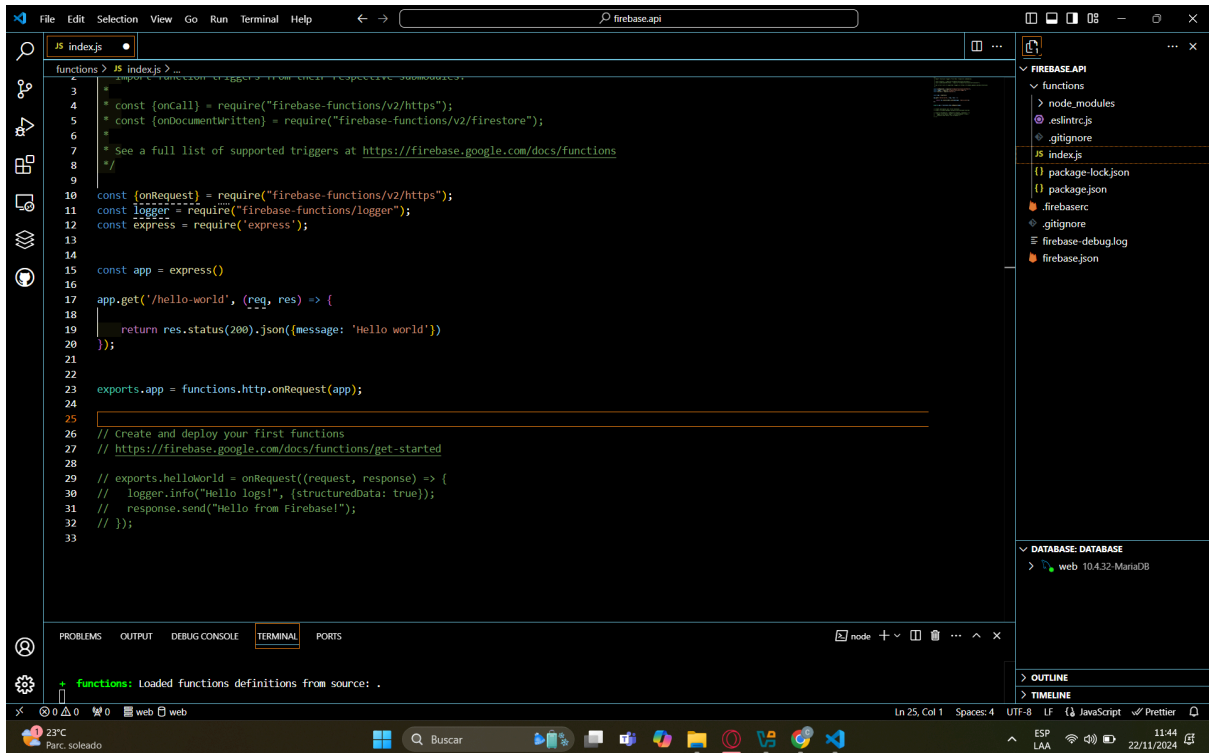 File Edit Selection View Go Run Terminal Help
firebase.api
JS index.js
functions > JS index.js > ...
2 * import function triggers from their respective submodules:
3 *
4 * const {onCall} = require("firebase-functions/v2/https");
5 * const {onDocumentWritten} = require("firebase-functions/v2/firestore");
6 *
7 * See a full list of supported triggers at https://firebase.google.com/docs/functions
8 */
9
10 const {onRequest} = require("firebase-functions/v2/https");
11 const logger = require("firebase-functions/logger");
12 const express = require('express');
13
14
15 const app = express()
16
17 app.get('/hello-world', (req, res) => {
18
19 return res.status(200).json({message: 'Hello world'})
20 });
21
22
23 exports.app = functions.http.onRequest(app);
24
25
26 // Create and deploy your first functions
27 // https://firebase.google.com/docs/functions/get-started
28
29 // exports.helloWorld = onRequest((request, response) => {
30 // logger.info("Hello logs!", {structuredData: true});
31 // response.send("Hello from Firebase!");
32 // });
33
FIREBASE.API
functions
node_modules
.eslintrc.js
.gitignore
JS index.js
{} package-lock.json
{} package.json
.firebaserc
.gitignore
firebase-debug.log
firebase.json
DATABASE: DATABASE
web 10.4.32-MariaDB
OUTLINE
TIMELINE
PROBLEMS OUTPUT DEBUG CONSOLE TERMINAL PORTS
node
+ functions: Loaded functions definitions from source: .
0 0 0 web web
Ln 25, Col 1 Spaces: 4 UTF-8 LF {} JavaScript Prettier
1 23°C
Parc. soleado
Buscar
ESP
LAA
11:44
22/11/2024